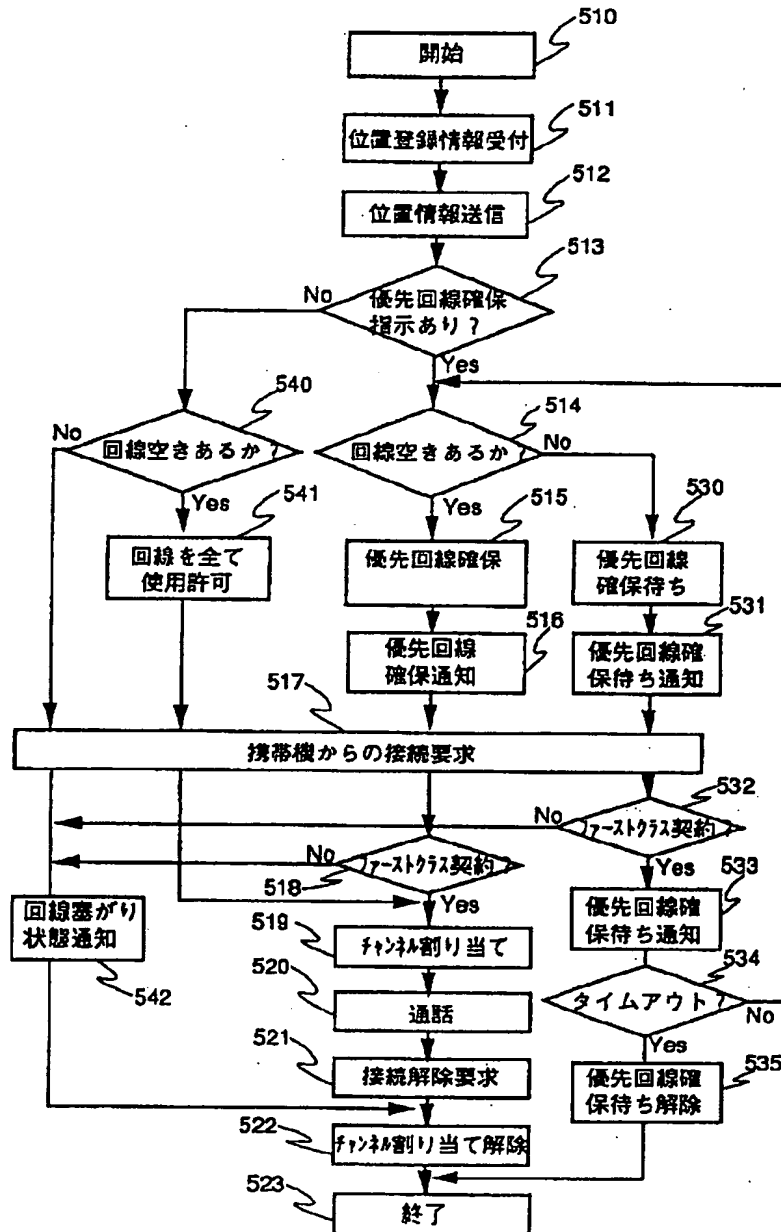 510
開始
511
位置登録情報受付
512
位置情報送信
513
No
優先回線確保
指示あり？
Yes
540
514
No
回線空きあるか？
回線空きあるか？
No
Yes
541
Yes
515
530
回線を全て
使用許可
優先回線確保
優先回線
確保待ち
516
531
優先回線
確保通知
優先回線確
保待ち通知
517
携帯機からの接続要求
532
No
ファーストクラス契約？
No
ファーストクラス契約？
518
Yes
Yes
533
回線塞がり
状態通知
542
519
チャンネル割り当て
優先回線確
保待ち通知
534
520
通話
タイムアウト？
No
521
Yes
535
接続解除要求
優先回線確
保待ち解除
522
チャンネル割り当て解除
523
終了